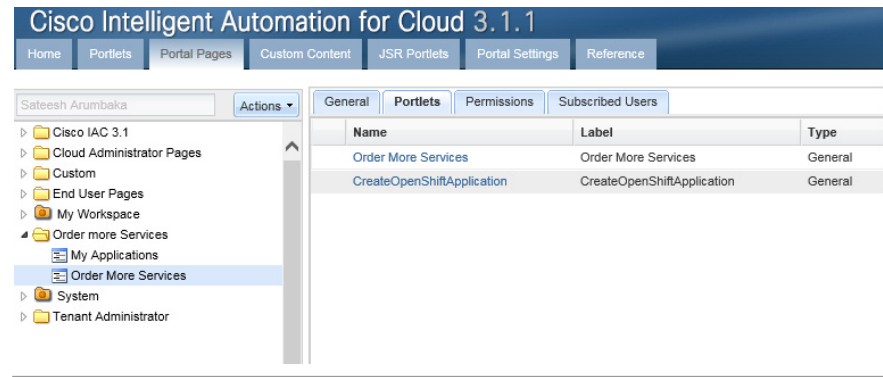 Cisco Intelligent Automation for Cloud 3.1.1
Home Portlets Portal Pages Custom Content JSR Portlets Portal Settings Reference
Sateesh Arumbaka Actions
Cisco IAC 3.1
Cloud Administrator Pages
Custom
End User Pages
My Workspace
Order more Services
My Applications
Order More Services
System
Tenant Administrator
General Portlets Permissions Subscribed Users
Name Label Type
Order More Services Order More Services General
CreateOpenShiftApplication CreateOpenShiftApplication General